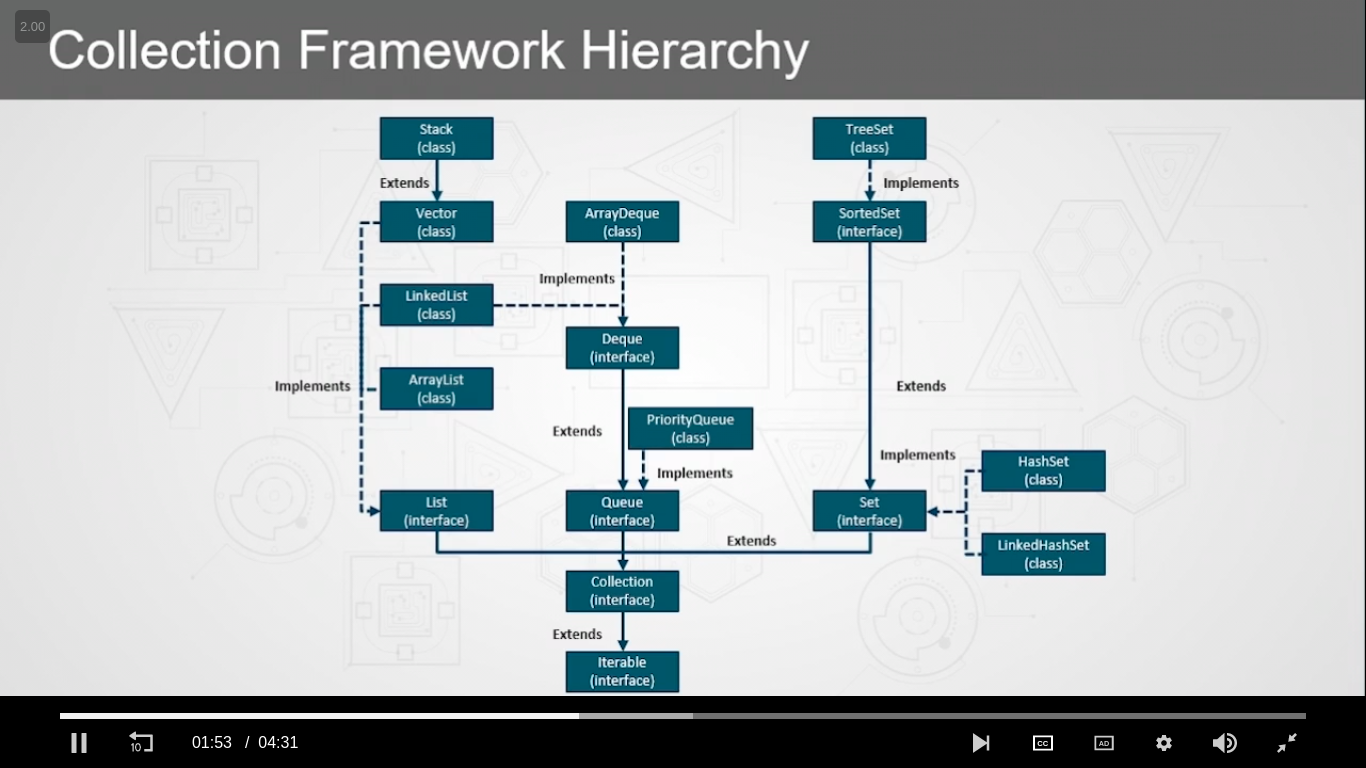 2.00
Collection Framework Hierarchy
Stack
(class)
TreeSet
(class)
Extends
Implements
Vector
(class)
ArrayDeque
(class)
SortedSet
(interface)
Implements
LinkedList
(class)
Deque
(interface)
Implements
ArrayList
(class)
Extends
Extends
PriorityQueue
(class)
Implements
Implements
HashSet
(class)
List
(interface)
Queue
(interface)
Set
(interface)
Extends
LinkedHashSet
(class)
Collection
(interface)
Extends
Iterable
(interface)
10
01:53 / 04:31
CC
AD